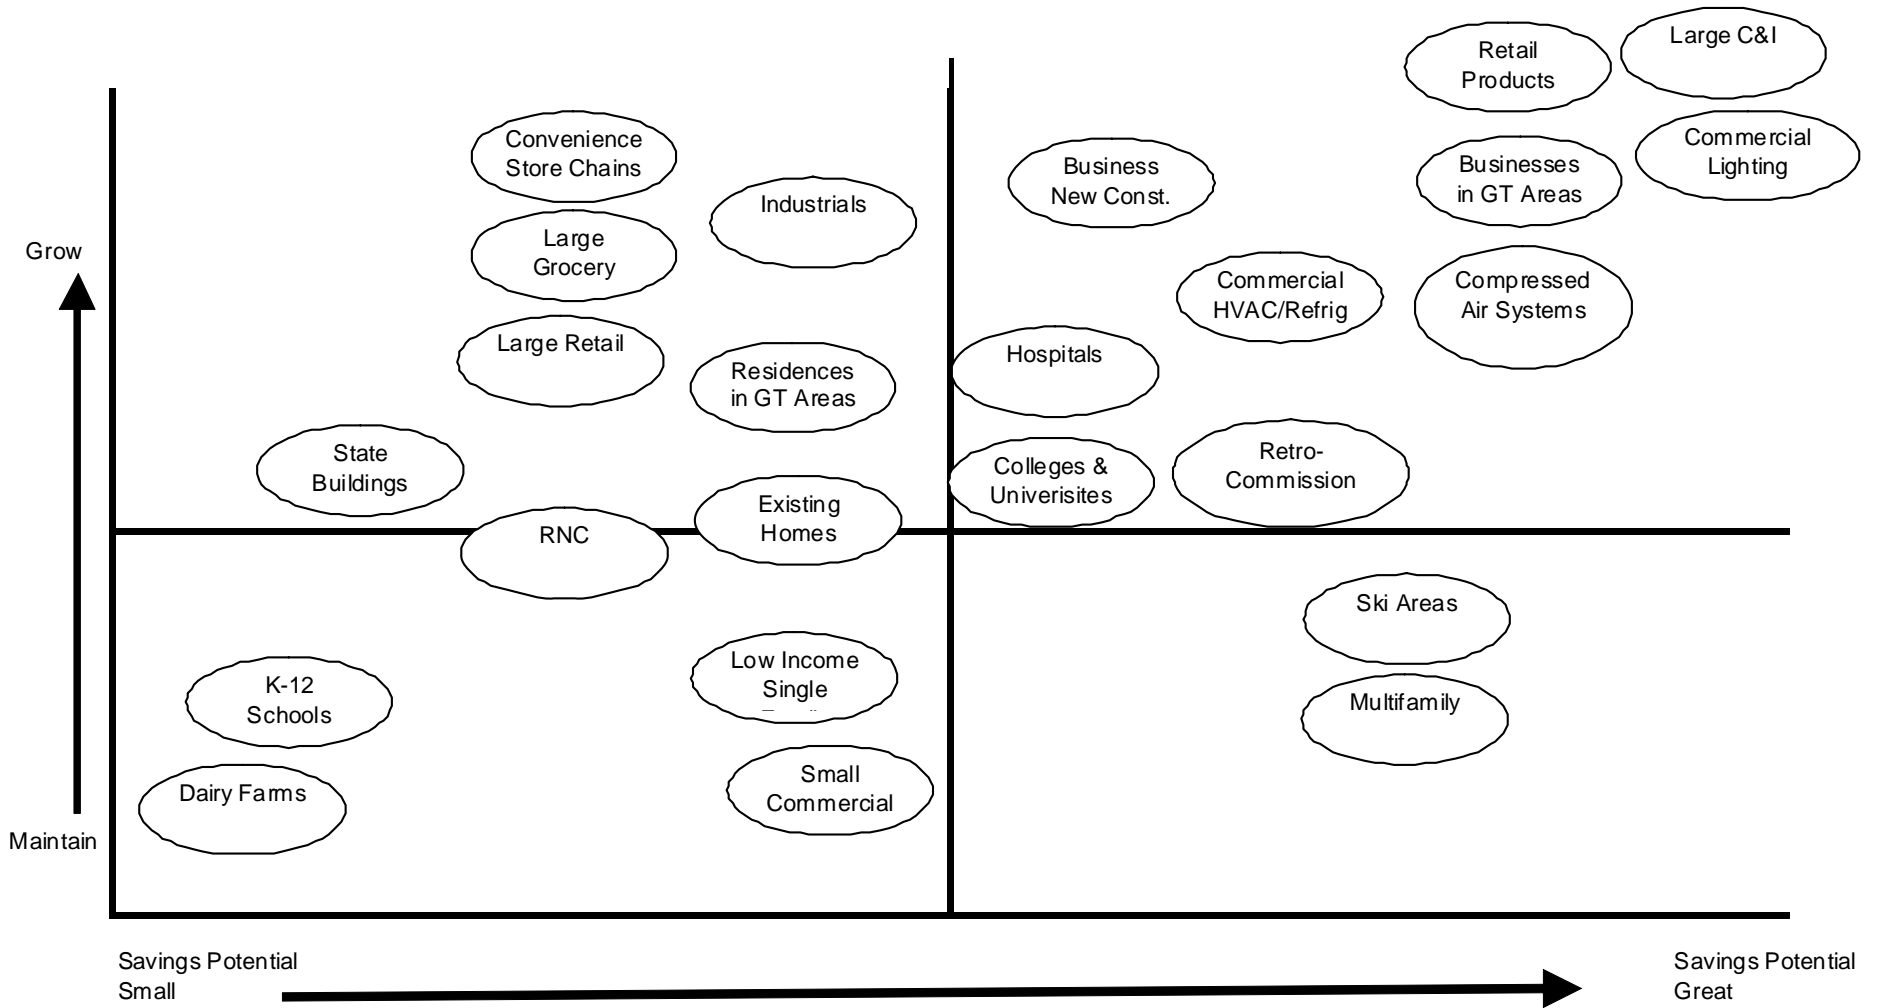 Retail
Products
Large C&I
Convenience
Store Chains
Business
New Const.
Businesses
in GT Areas
Commercial
Lighting
Industrials
Large
Grocery
Grow
Commercial
HVAC/Refrig
Compressed
Air Systems
Large Retail
Residences
in GT Areas
Hospitals
State
Buildings
Colleges &
Univerisites
Retro-
Commission
Existing
Homes
RNC
Ski Areas
K-12
Schools
Low Income
Single
Multifamily
Dairy Farms
Small
Commercial
Maintain
Savings Potential
Small
Savings Potential
Great